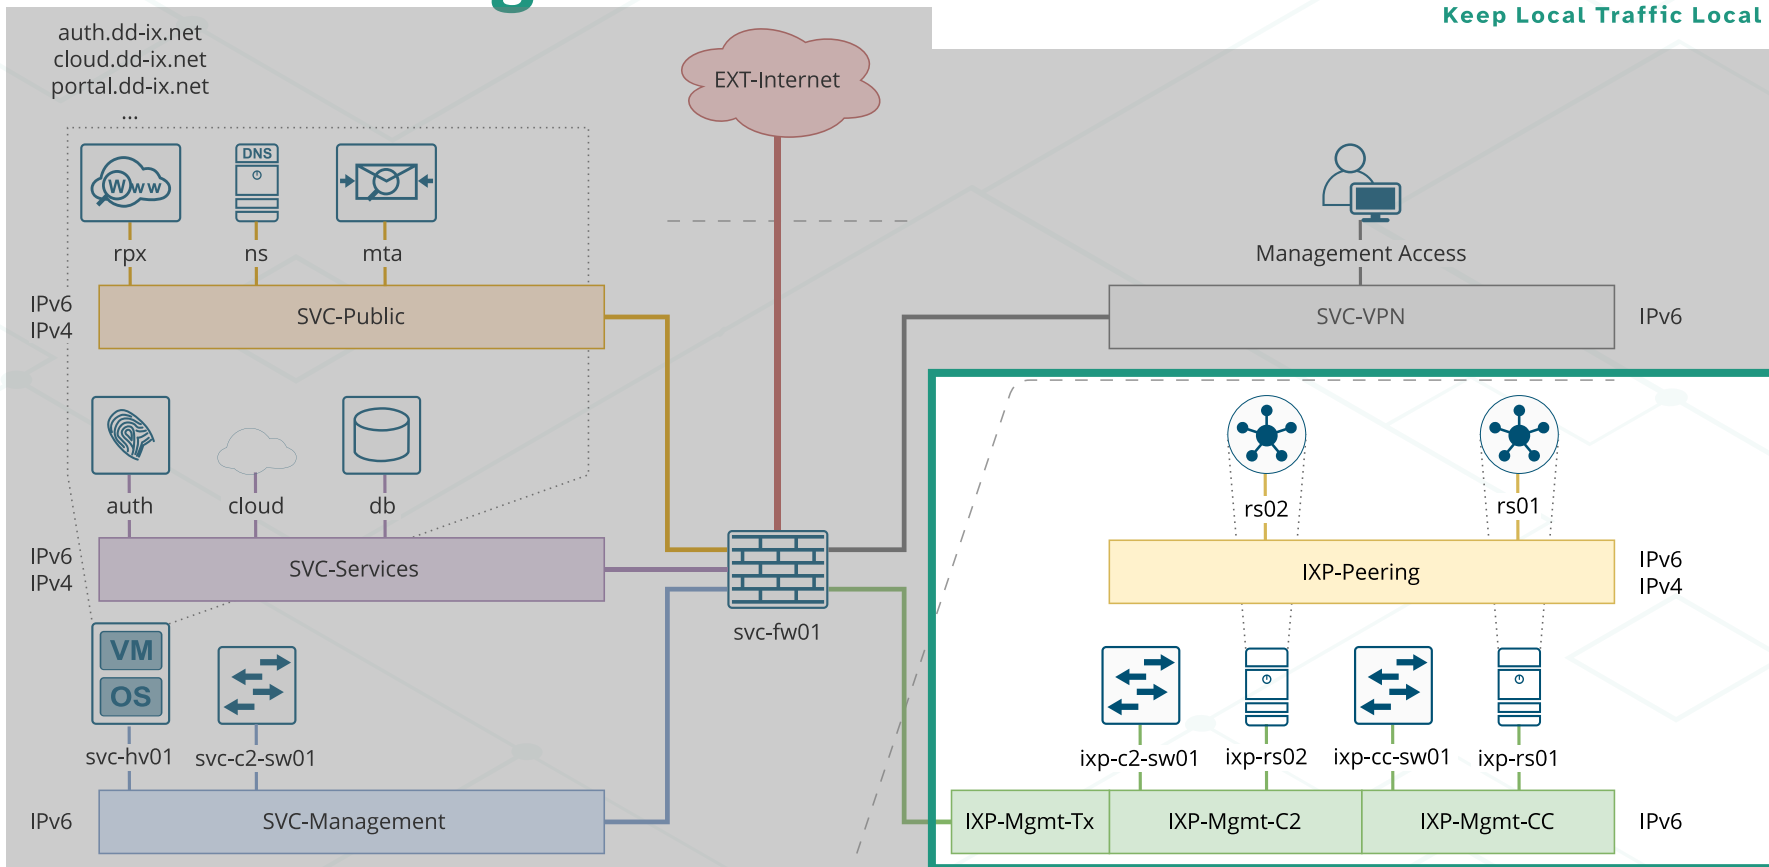 g
Keep Local Traffic Local
auth.dd-ix.net
cloud.dd-ix.net
portal.dd-ix.net
...
EXT-Internet
DNS
Www
rpx
ns
mta
Management Access
IPv6
IPv4
SVC-Public
SVC-VPN
IPv6
auth
cloud
db
rs02
rs01
IPv6
IPv4
SVC-Services
IXP-Peering
IPv6
IPv4
svc-fw01
VM
OS
svc-hv01
svc-c2-sw01
ixp-c2-sw01
ixp-rs02
ixp-cc-sw01
ixp-rs01
IPv6
SVC-Management
IXP-Mgmt-Tx
IXP-Mgmt-C2
IXP-Mgmt-CC
IPv6